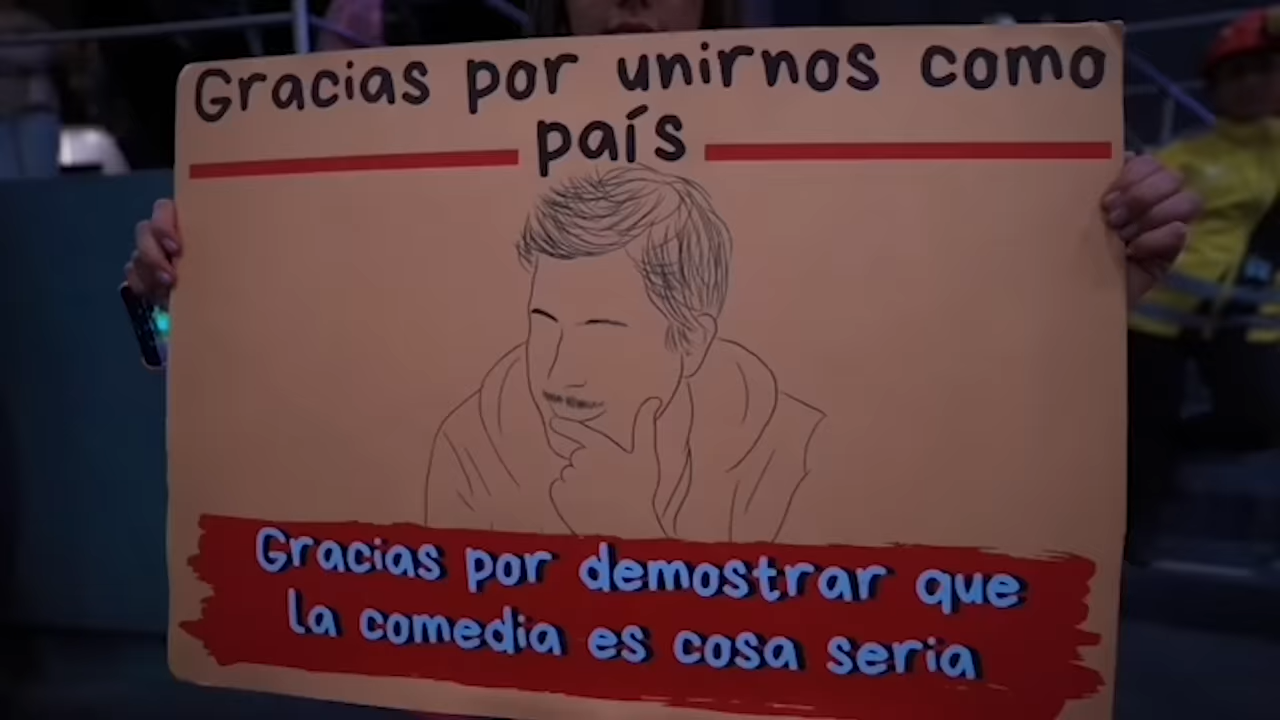 Gracias por unirnos como
país
Gracias por demostrar que
la comedia es cosa seria